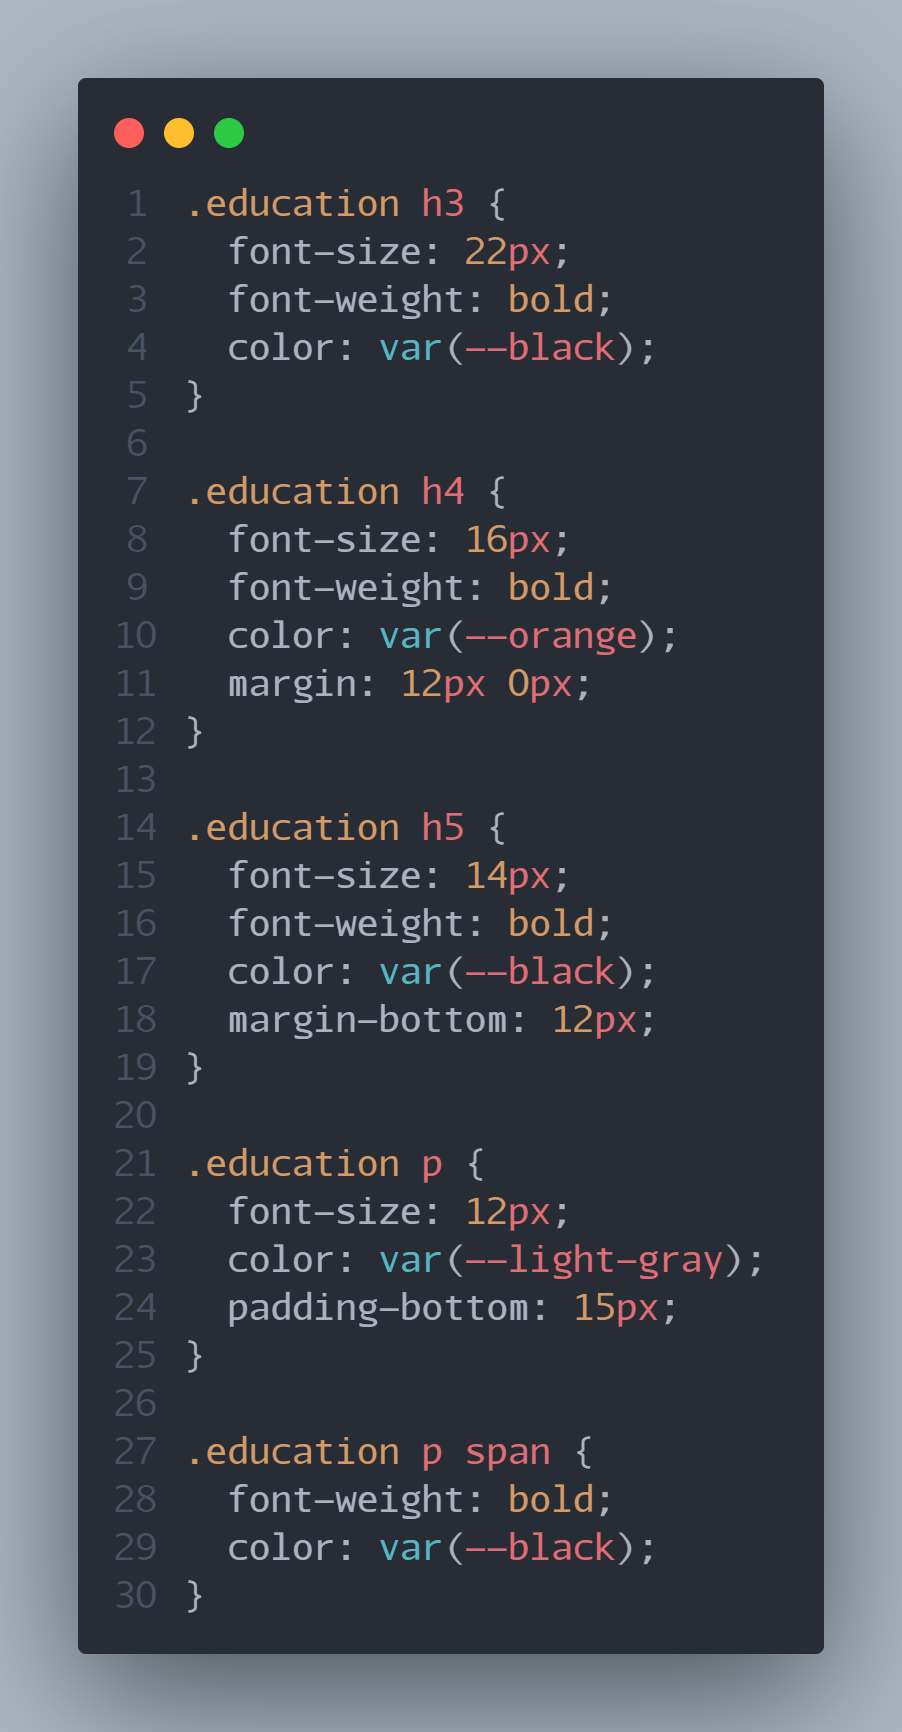 1 .education h3 {
2   font-size: 22px;
3   font-weight: bold;
4   color: var(--black);
5 }
6
7 .education h4 {
8   font-size: 16px;
9   font-weight: bold;
10   color: var(--orange);
11   margin: 12px 0px;
12 }
13
14 .education h5 {
15   font-size: 14px;
16   font-weight: bold;
17   color: var(--black);
18   margin-bottom: 12px;
19 }
20
21 .education p {
22   font-size: 12px;
23   color: var(--light-gray);
24   padding-bottom: 15px;
25 }
26
27 .education p span {
28   font-weight: bold;
29   color: var(--black);
30 }